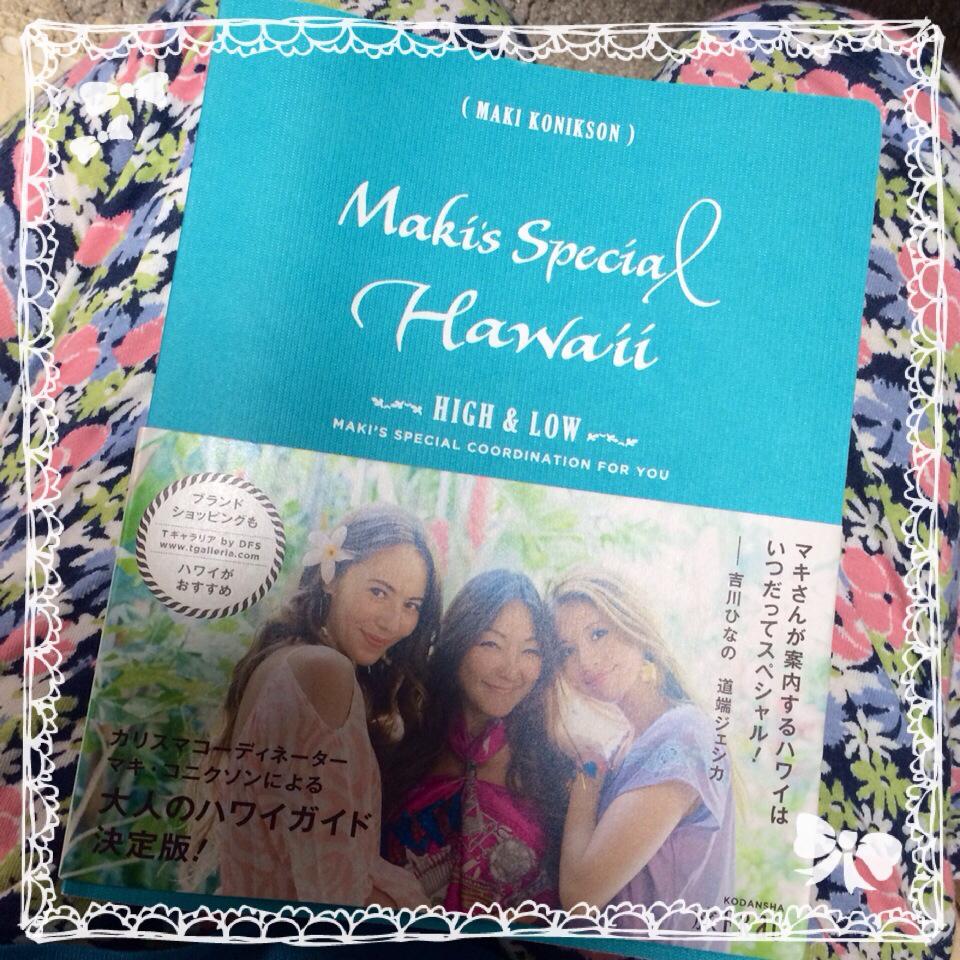 ( MAKI KONIKSON )
Maki's Special
Hawaii
HIGH & LOW
MAKI'S SPECIAL COORDINATION FOR YOU
ブランド
ショッピングも
Tギャラリア by DFS
www.tgalleria.com
ハワイが
おすすめ
マキさんが案内するハワイは
いつだってスペシャル!
——吉川ひなの 道端ジェシカ
カリスマコーディネーター
マキ・コニクソンによる
大人のハワイガイド
決定版!
KODANSHA